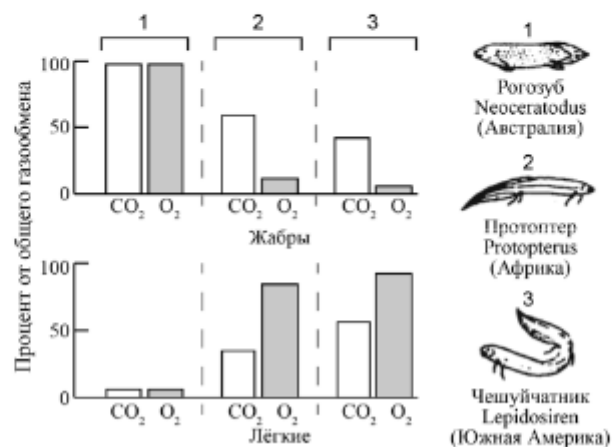 1
2
3
Процент от общего газообмена
100
50
0
CO₂ O₂ CO₂ O₂ CO₂ O₂
Жабры
100
50
0
CO₂ O₂ CO₂ O₂ CO₂ O₂
Лёгкие
1
Рогозуб
Neoceratodus
(Австралия)
2
Протоптер
Protopterus
(Африка)
3
Чешуйчатник
Lepidosiren
(Южная Америка)